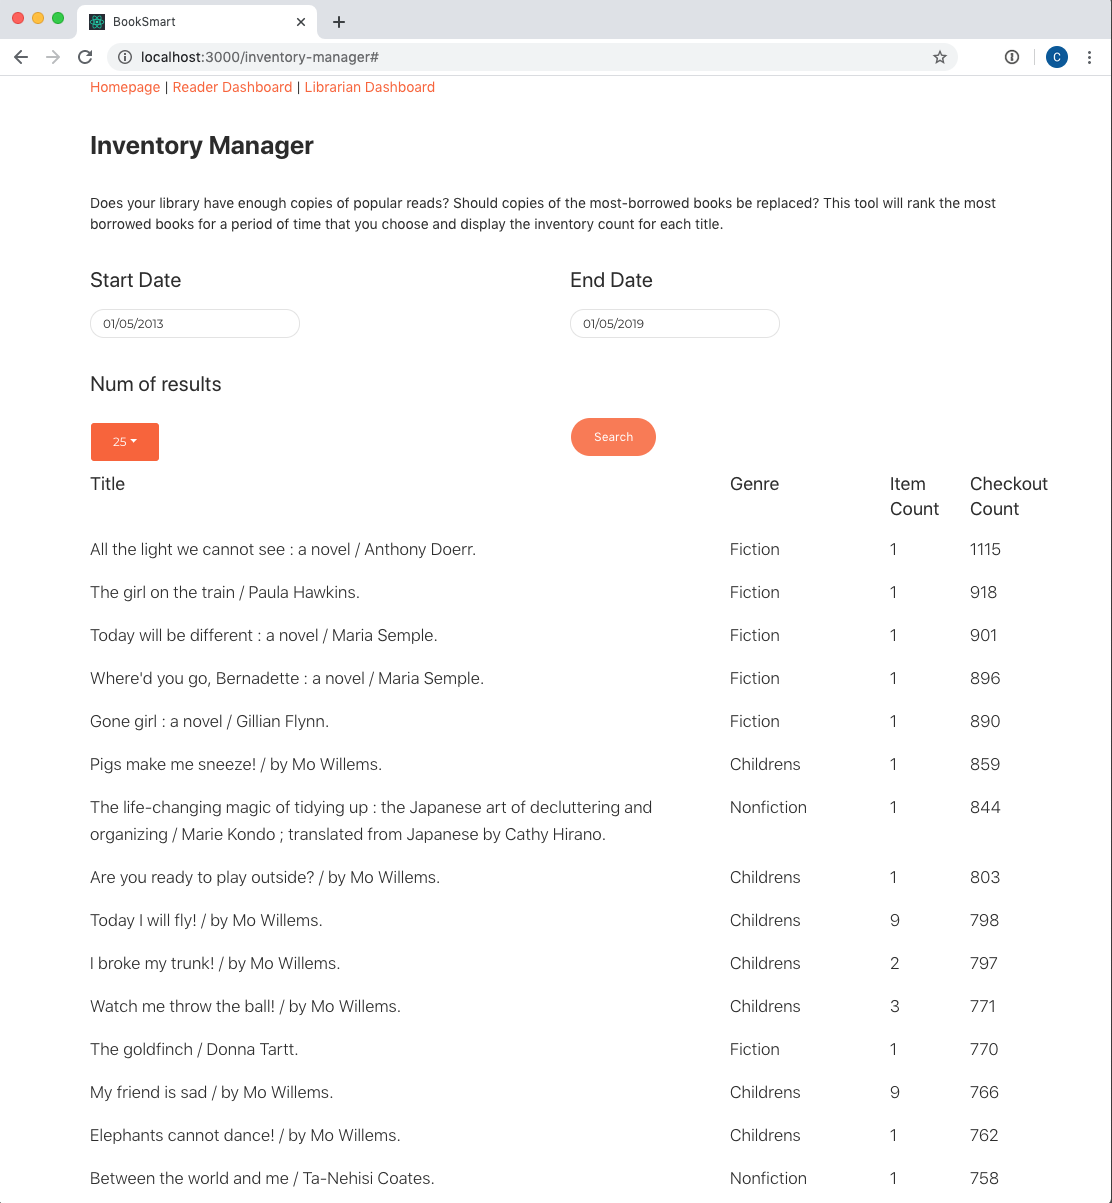 BookSmart
localhost:3000/inventory-manager#
C
Homepage | Reader Dashboard | Librarian Dashboard
Inventory Manager
Does your library have enough copies of popular reads? Should copies of the most-borrowed books be replaced? This tool will rank the most
borrowed books for a period of time that you choose and display the inventory count for each title.
Start Date End Date
01/05/2013 01/05/2019
Num of results
25 Search
Title Genre Item Checkout
Count Count
All the light we cannot see : a novel / Anthony Doerr. Fiction 1 1115
The girl on the train / Paula Hawkins. Fiction 1 918
Today will be different : a novel / Maria Semple. Fiction 1 901
Where'd you go, Bernadette : a novel / Maria Semple. Fiction 1 896
Gone girl : a novel / Gillian Flynn. Fiction 1 890
Pigs make me sneeze! / by Mo Willems. Childrens 1 859
The life-changing magic of tidying up : the Japanese art of decluttering and Nonfiction 1 844
organizing / Marie Kondo ; translated from Japanese by Cathy Hirano.
Are you ready to play outside? / by Mo Willems. Childrens 1 803
Today I will fly! / by Mo Willems. Childrens 9 798
I broke my trunk! / by Mo Willems. Childrens 2 797
Watch me throw the ball! / by Mo Willems. Childrens 3 771
The goldfinch / Donna Tartt. Fiction 1 770
My friend is sad / by Mo Willems. Childrens 9 766
Elephants cannot dance! / by Mo Willems. Childrens 1 762
Between the world and me / Ta-Nehisi Coates. Nonfiction 1 758